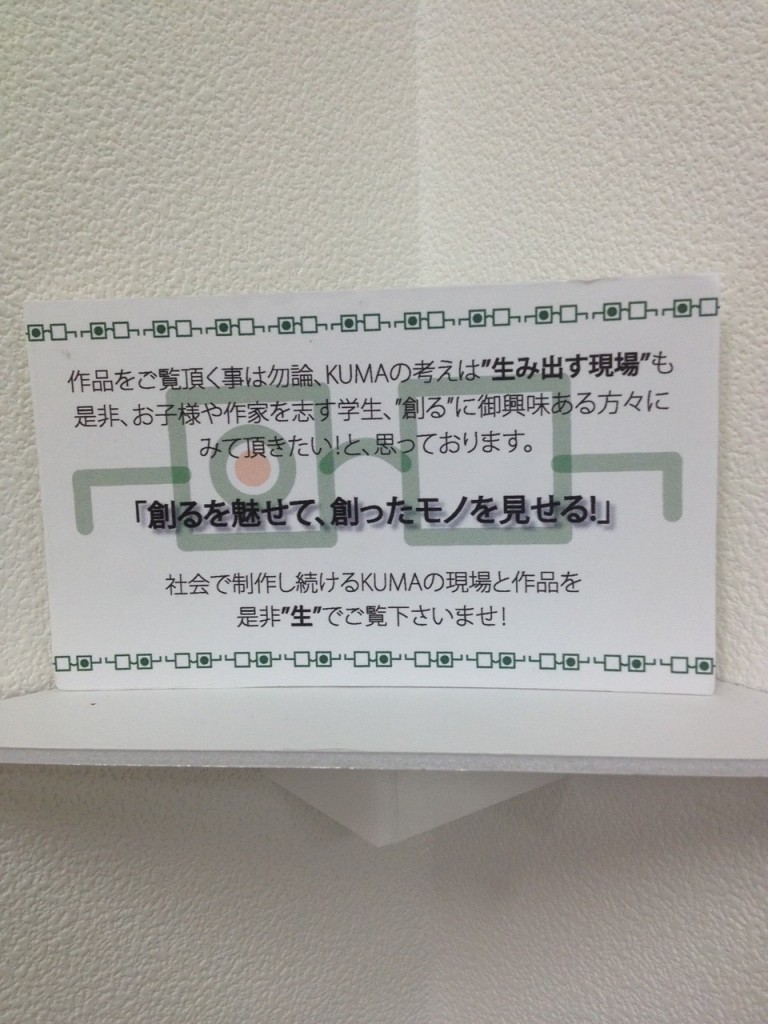 作品をご覧頂く事は勿論、KUMAの考えは"生み出す現場"も
是非、お子様や作家を志す学生、"創る"に御興味ある方々に
みて頂きたい!と、思っております。
「創るを魅せて、創ったモノを見せる!」
社会で制作し続けるKUMAの現場と作品を
是非"生"でご覧下さいませ!